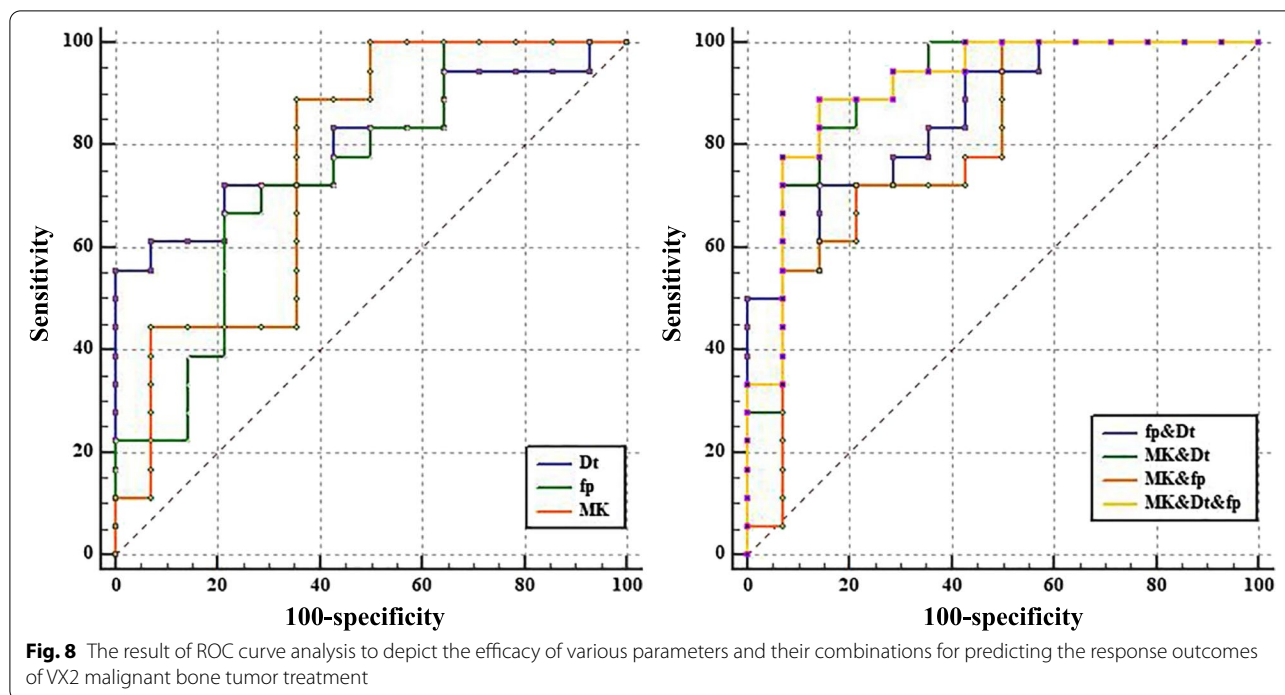 100
80
60
40
20
0
Sensitivity
0 20 40 60 80 100
100-specificity
Dt
fp
MK
100
80
60
40
20
0
Sensitivity
0 20 40 60 80 100
100-specificity
fp&Dt
MK&Dt
MK&fp
MK&Dt&fp
Fig. 8 The result of ROC curve analysis to depict the efficacy of various parameters and their combinations for predicting the response outcomes
of VX2 malignant bone tumor treatment